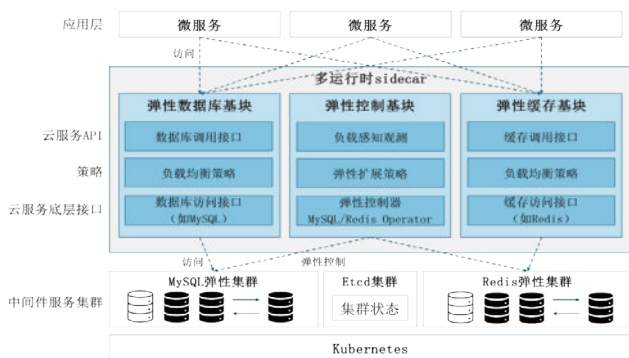 应用层
微服务
微服务
微服务
访问
多运行时sidecar
弹性数据库基块
弹性控制基块
弹性缓存基块
云服务API
数据库调用接口
负载感知观测
缓存调用接口
策略
负载均衡策略
弹性扩展策略
负载均衡策略
云服务底层接口
数据库访问接口
（如MySQL）
弹性控制器
MySQL/Redis Operator
缓存访问接口
（如Redis）
访问
弹性控制
中间件服务集群
MySQL弹性集群
Etcd集群
集群状态
Redis弹性集群
Kubernetes